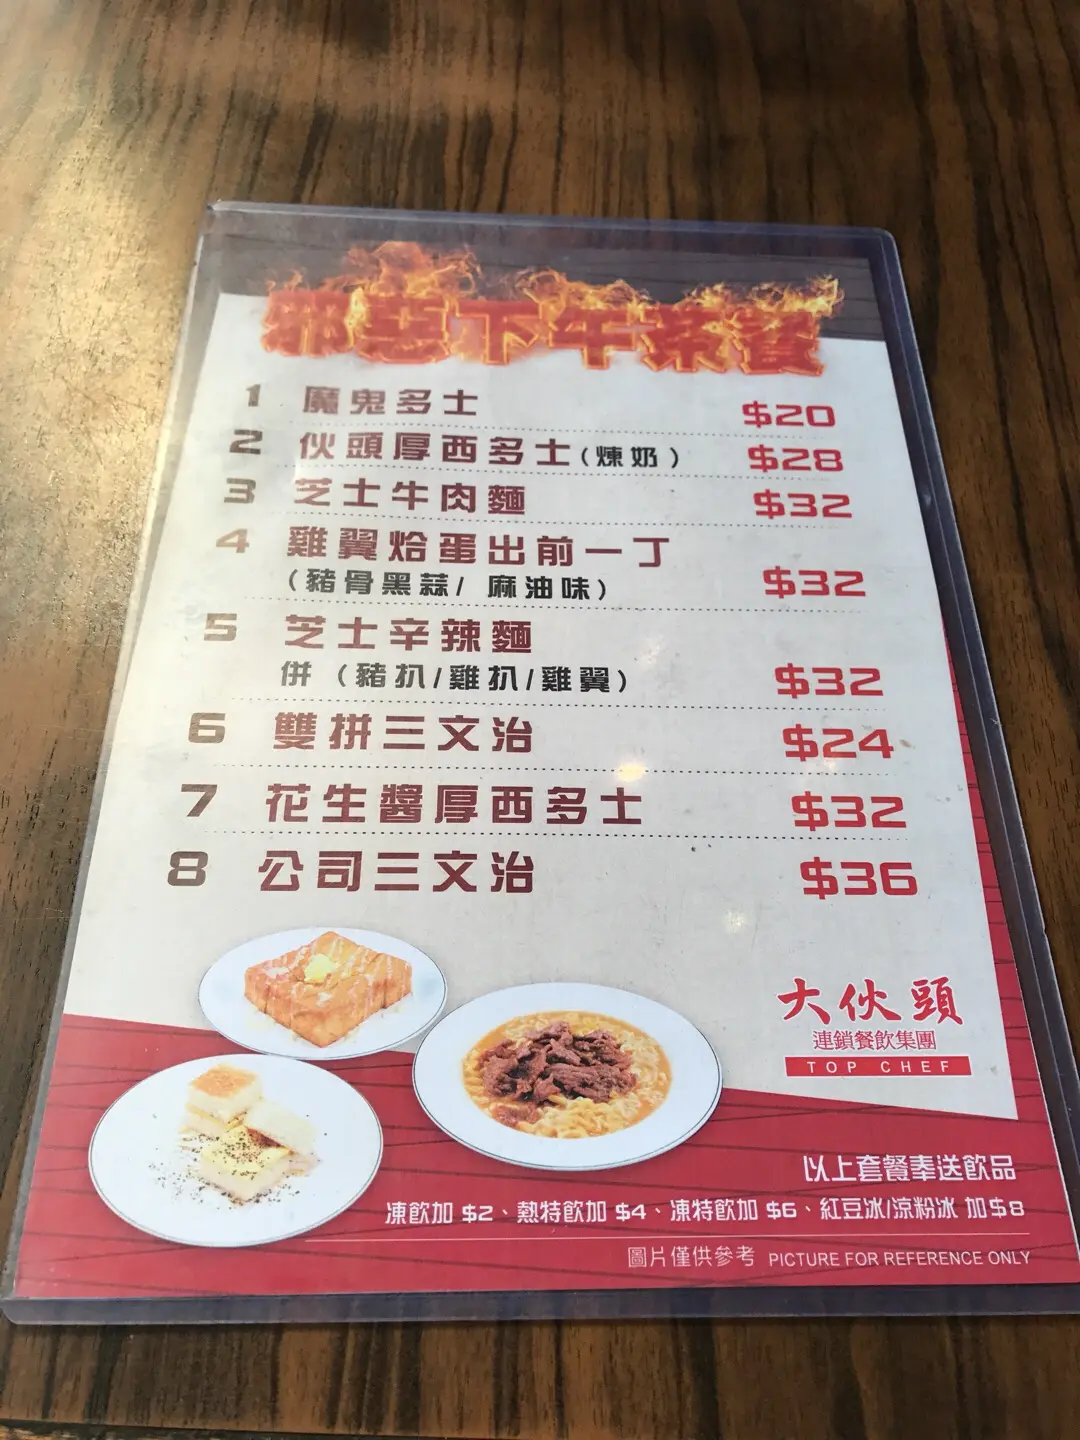 邪惡下午茶餐
1 魔鬼多士 $20
2 伙頭厚西多士(煉奶) $28
3 芝士牛肉麵 $32
4 雞翼烚蛋出前一丁
(豬骨黑蒜/ 麻油味) $32
5 芝士辛辣麵
併 (豬扒/雞扒/雞翼) $32
6 雙拼三文治 $24
7 花生醬厚西多士 $32
8 公司三文治 $36
大伙頭
連鎖餐飲集團
TOP CHEF
以上套餐奉送飲品
凍飲加 $2、熱特飲加 $4、凍特飲加 $6、紅豆冰/涼粉冰 加$8
圖片僅供參考 PICTURE FOR REFERENCE ONLY